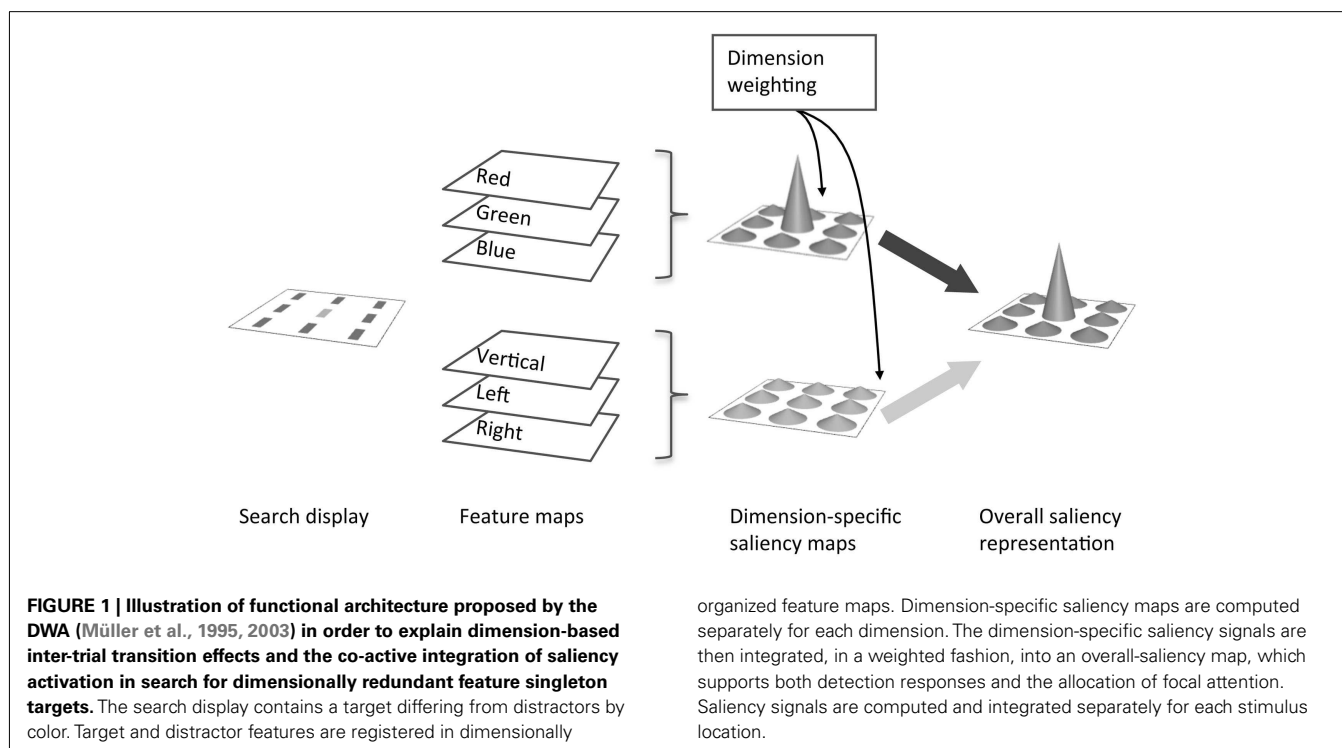 Dimension
weighting
Red
Green
Blue
Vertical
Left
Right
Search display
Feature maps
Dimension-specific
saliency maps
Overall saliency
representation
FIGURE 1 | Illustration of functional architecture proposed by the
DWA (Müller et al., 1995, 2003) in order to explain dimension-based
inter-trial transition effects and the co-active integration of saliency
activation in search for dimensionally redundant feature singleton
targets. The search display contains a target differing from distractors by
color. Target and distractor features are registered in dimensionally
organized feature maps. Dimension-specific saliency maps are computed
separately for each dimension. The dimension-specific saliency signals are
then integrated, in a weighted fashion, into an overall-saliency map, which
supports both detection responses and the allocation of focal attention.
Saliency signals are computed and integrated separately for each stimulus
location.